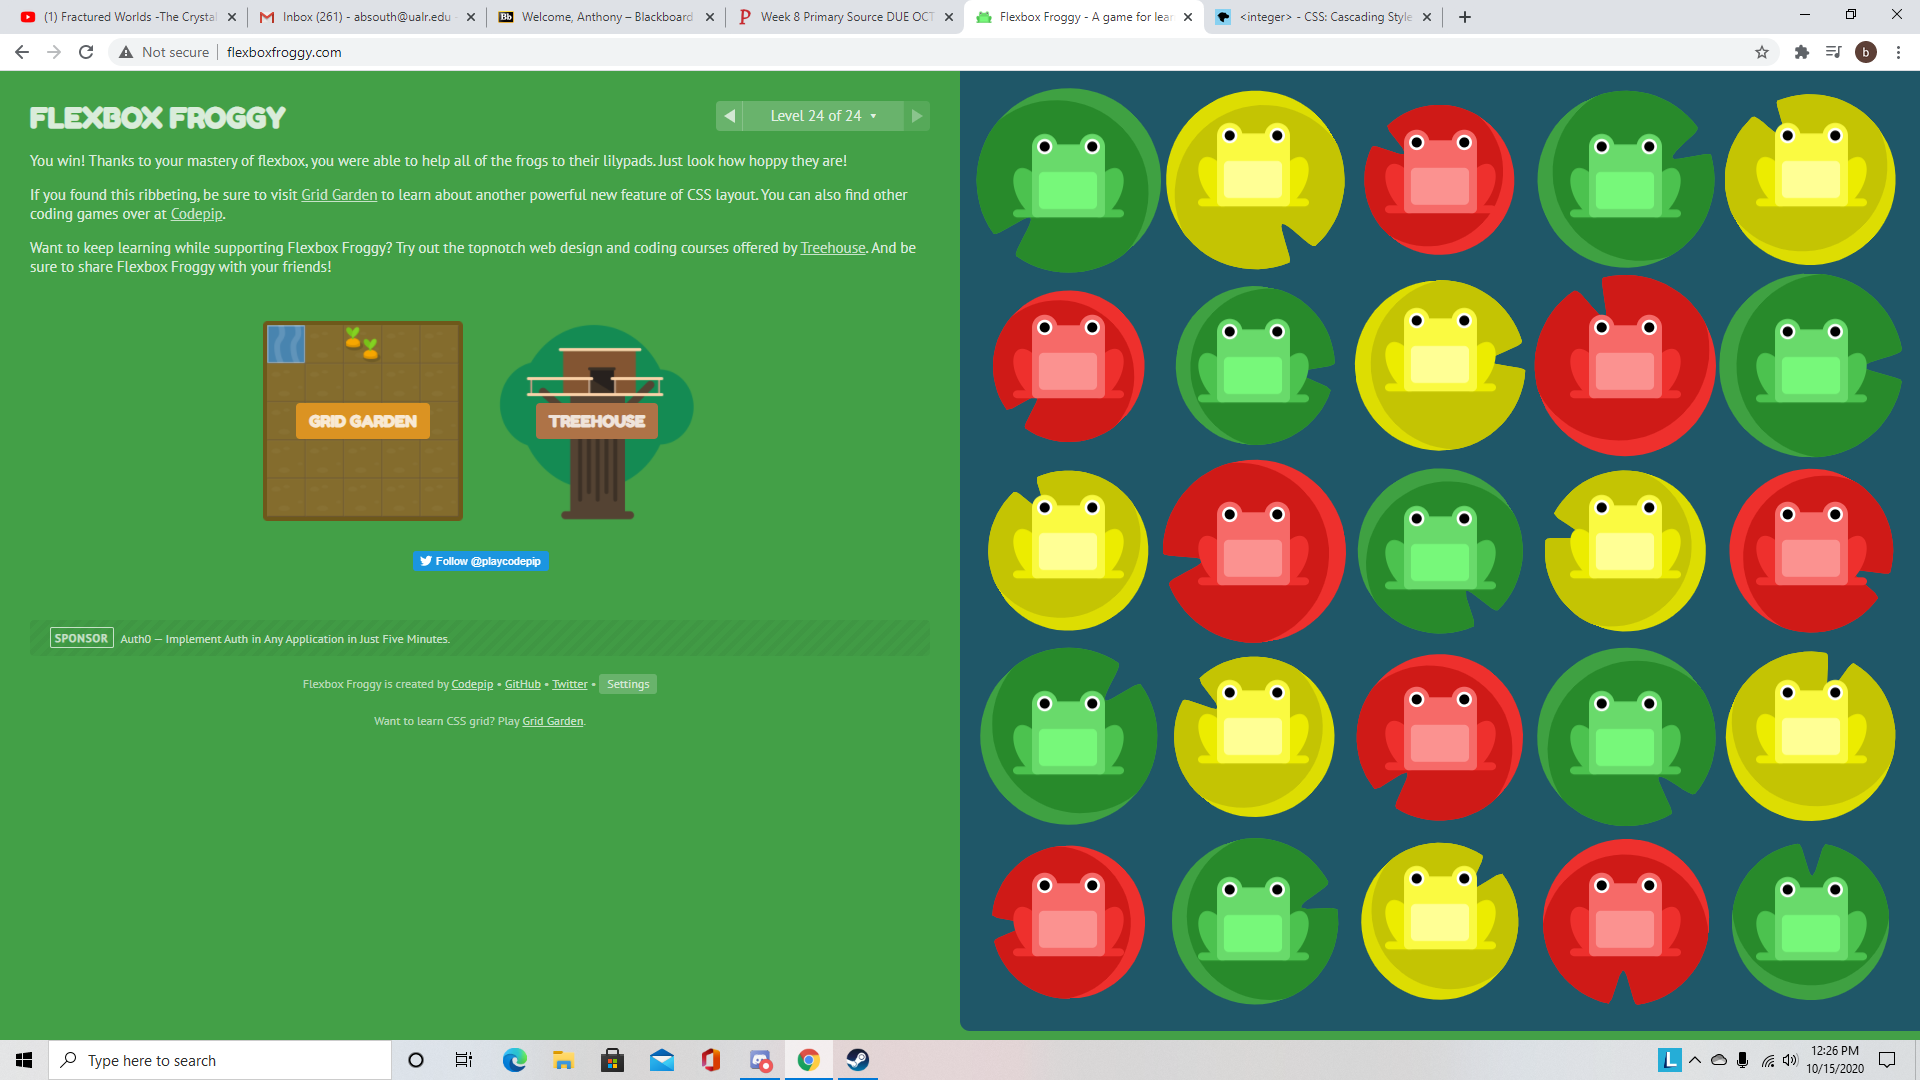 (1) Fractured Worlds -The Crystal
Inbox (261) - absouth@ualr.edu
Welcome, Anthony – Blackboard
Week 8 Primary Source DUE OCT
Flexbox Froggy - A game for lear
<integer> - CSS: Cascading Style
Not secure
flexboxfroggy.com
b
FLEXBOX FROGGY
Level 24 of 24
You win! Thanks to your mastery of flexbox, you were able to help all of the frogs to their lilypads. Just look how hoppy they are!
If you found this ribbeting, be sure to visit Grid Garden to learn about another powerful new feature of CSS layout. You can also find other
coding games over at Codepip.
Want to keep learning while supporting Flexbox Froggy? Try out the topnotch web design and coding courses offered by Treehouse. And be
sure to share Flexbox Froggy with your friends!
GRID GARDEN
TREEHOUSE
Follow @playcodepip
SPONSOR Auth0 — Implement Auth in Any Application in Just Five Minutes.
Flexbox Froggy is created by Codepip • GitHub • Twitter • Settings
Want to learn CSS grid? Play Grid Garden.
Type here to search
L
12:26 PM
10/15/2020